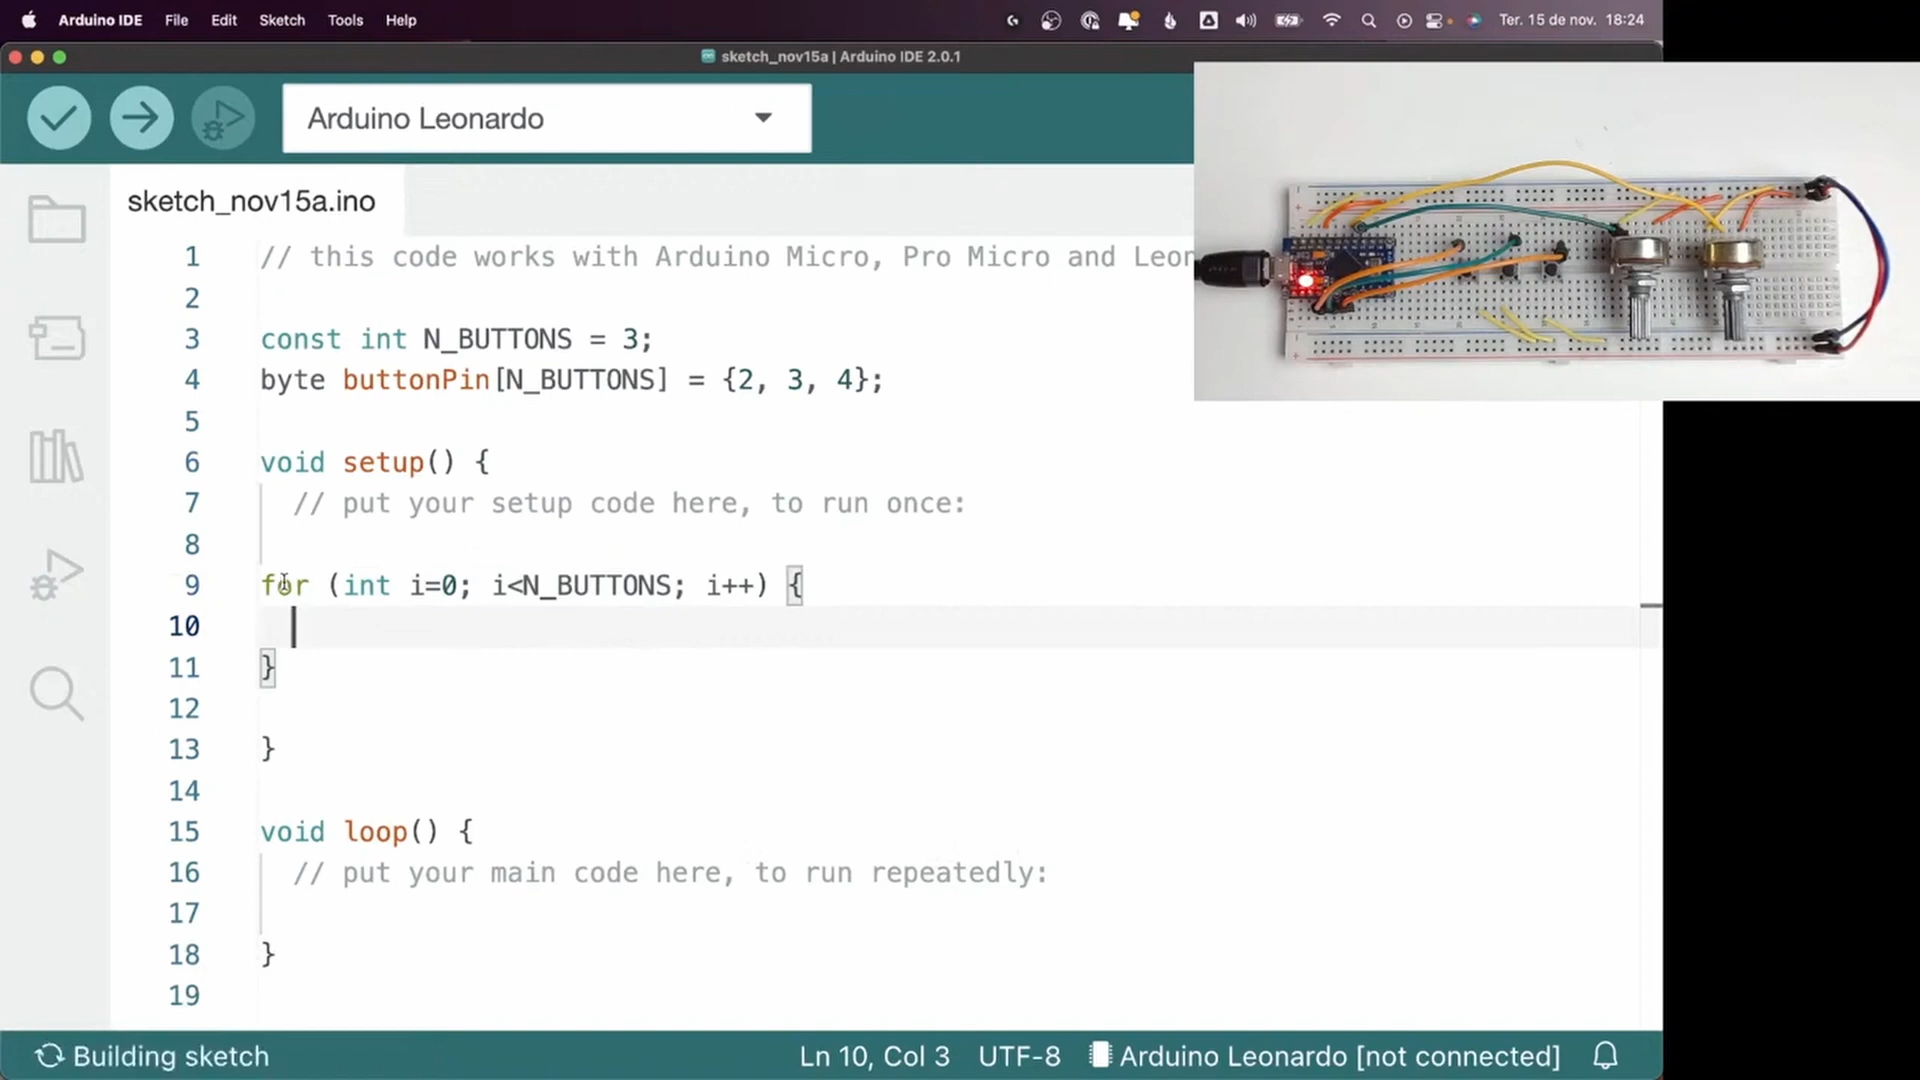 Arduino IDE File Edit Sketch Tools Help Ter. 15 de nov. 18:24
sketch_nov15a | Arduino IDE 2.0.1
Arduino Leonardo
sketch_nov15a.ino
1 // this code works with Arduino Micro, Pro Micro and Leon
2
3 const int N_BUTTONS = 3;
4 byte buttonPin[N_BUTTONS] = {2, 3, 4};
5
6 void setup() {
7 // put your setup code here, to run once:
8
9 for (int i=0; i<N_BUTTONS; i++) {
10
11 }
12
13 }
14
15 void loop() {
16 // put your main code here, to run repeatedly:
17
18 }
19
Building sketch Ln 10, Col 3 UTF-8 Arduino Leonardo [not connected]